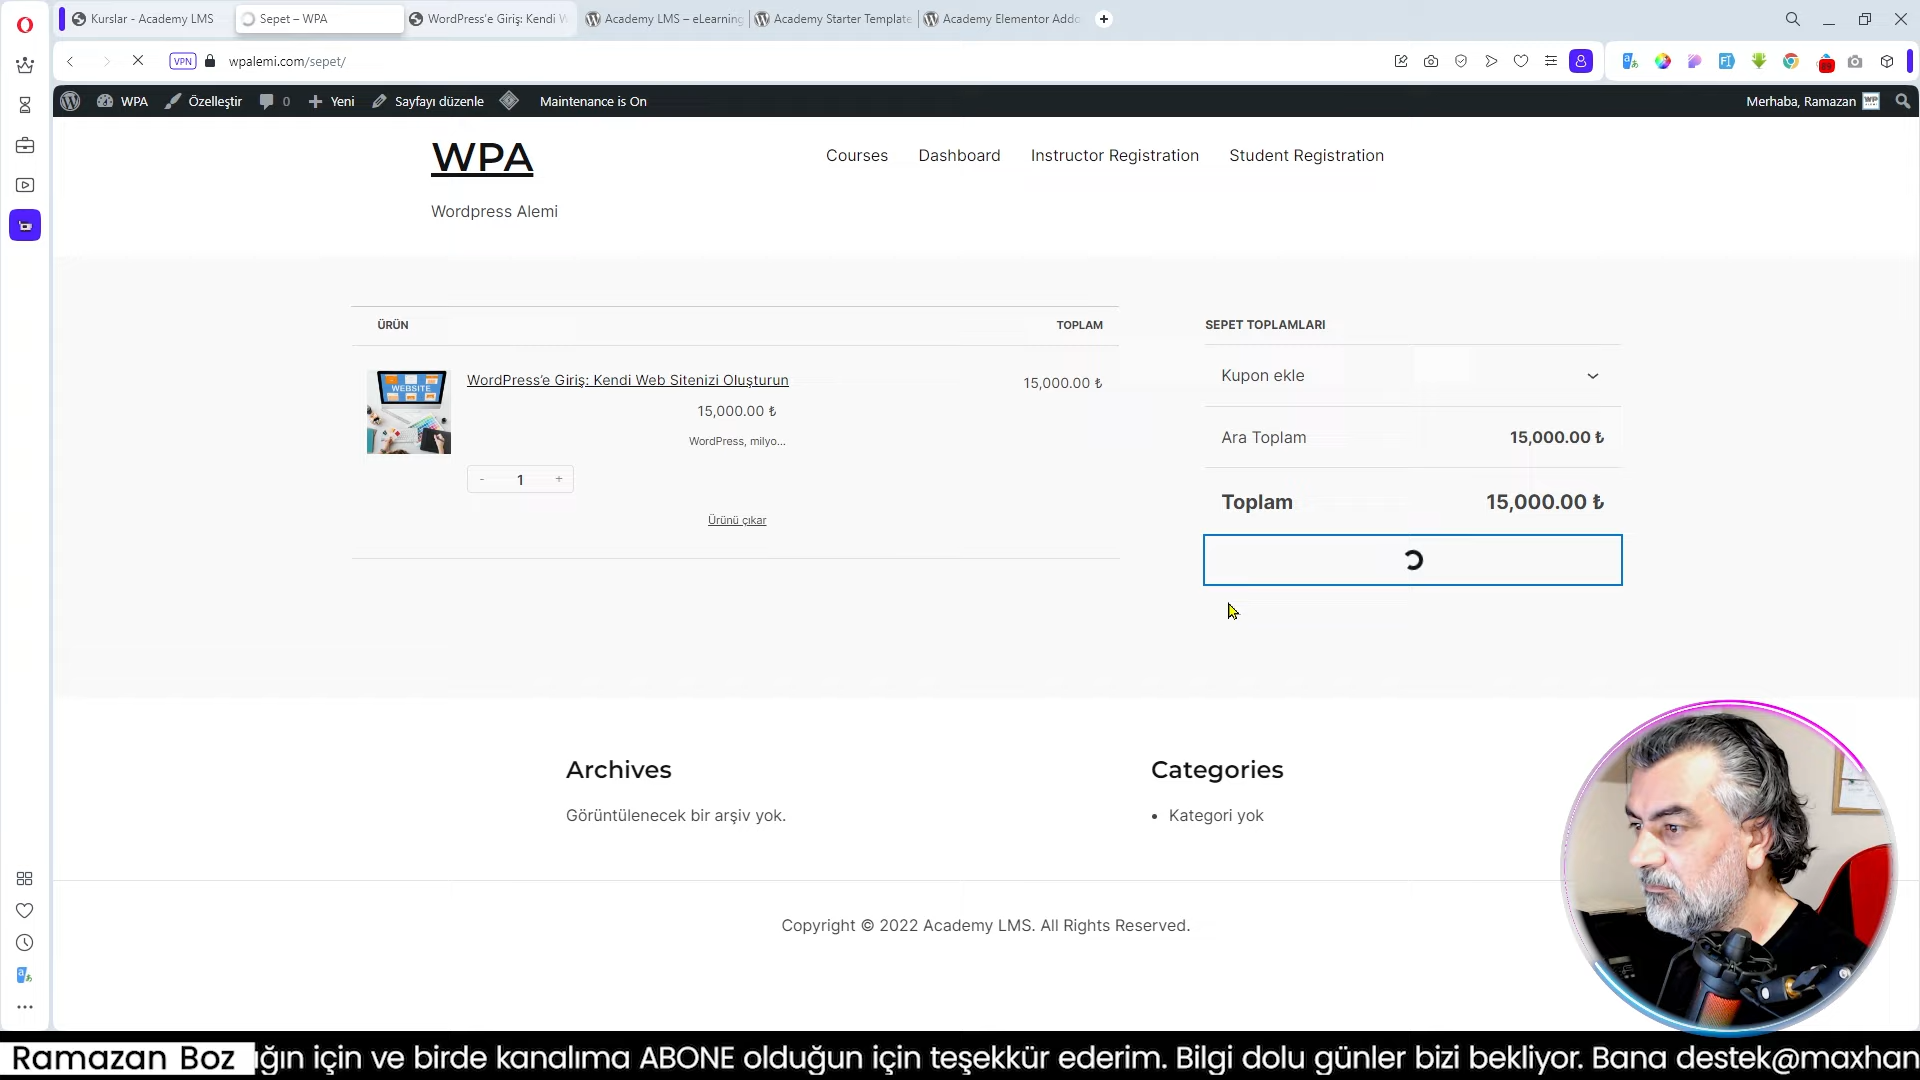 Kurslar - Academy LMS
Sepet – WPA
WordPress'e Giriş: Kendi W
Academy LMS – eLearning
Academy Starter Template
Academy Elementor Addo
VPN
wpalemi.com/sepet/
WPA
Özelleştir
0
Yeni
Sayfayı düzenle
Maintenance is On
Merhaba, Ramazan
WPA
Courses
Dashboard
Instructor Registration
Student Registration
Wordpress Alemi
ÜRÜN
TOPLAM
SEPET TOPLAMLARI
WEBSITE
WordPress'e Giriş: Kendi Web Sitenizi Oluşturun
15,000.00 ₺
15,000.00 ₺
WordPress, milyo...
- 1 +
Ürünü çıkar
Kupon ekle
Ara Toplam
15,000.00 ₺
Toplam
15,000.00 ₺
Archives
Görüntülenecek bir arşiv yok.
Categories
• Kategori yok
Copyright © 2022 Academy LMS. All Rights Reserved.
Ramazan Boz
ığın için ve birde kanalıma ABONE olduğun için teşekkür ederim. Bilgi dolu günler bizi bekliyor. Bana destek@maxhan